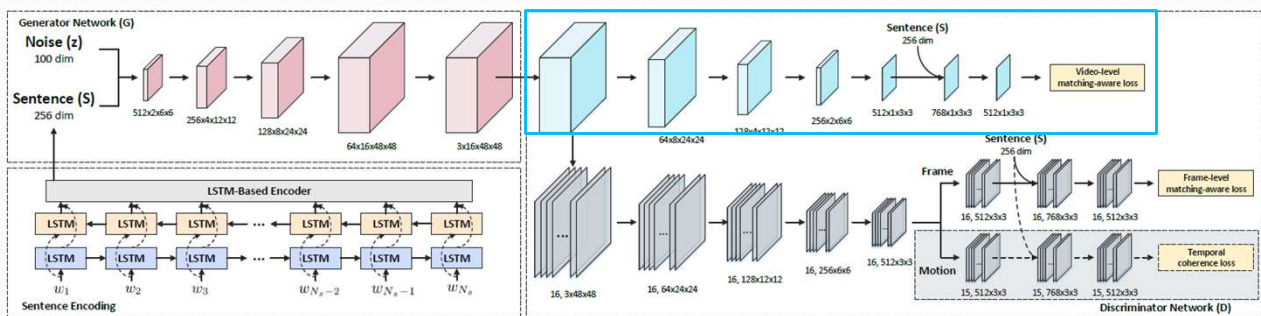 Generator Network (G)
Noise (z)
100 dim
Sentence (S)
256 dim
512x2x6x6
256x4x12x12
128x8x24x24
64x16x48x48
3x16x48x48
64x8x24x24
128x4x12x12
256x2x6x6
512x1x3x3
Sentence (S)
256 dim
768x1x3x3
512x1x3x3
Video-level
matching-aware loss
LSTM-Based Encoder
LSTM LSTM LSTM ... LSTM LSTM LSTM
LSTM LSTM LSTM ... LSTM LSTM LSTM
w1 w2 w3 wNs−2 wNs−1 wNs
Sentence Encoding
...
16, 3x48x48
...
16, 64x24x24
...
16, 128x12x12
...
16, 256x6x6
...
16, 512x3x3
Sentence (S)
256 dim
Frame
16, 512x3x3
16, 768x3x3
16, 512x3x3
Frame-level
matching-aware loss
Motion
15, 512x3x3
15, 768x3x3
15, 512x3x3
Temporal
coherence loss
Discriminator Network (D)